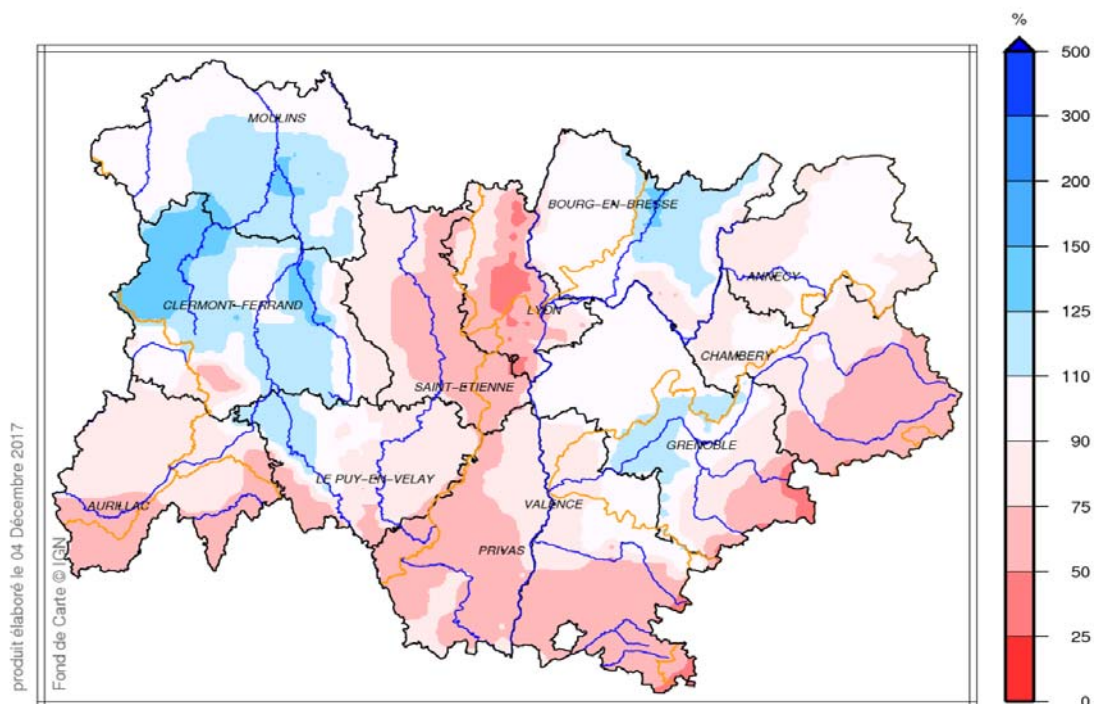 %
500
300
200
150
125
110
90
75
50
25
0
MOULINS
BOURG-EN-BRESSE
ANNECY
CLERMONT-FERRAND
LYON
CHAMBERY
SAINT-ETIENNE
GRENOBLE
LE PUY-EN-VELAY
AURILLAC
VALENCE
PRIVAS
produit élaboré le 04 Décembre 2017
Fond de Carte © IGN